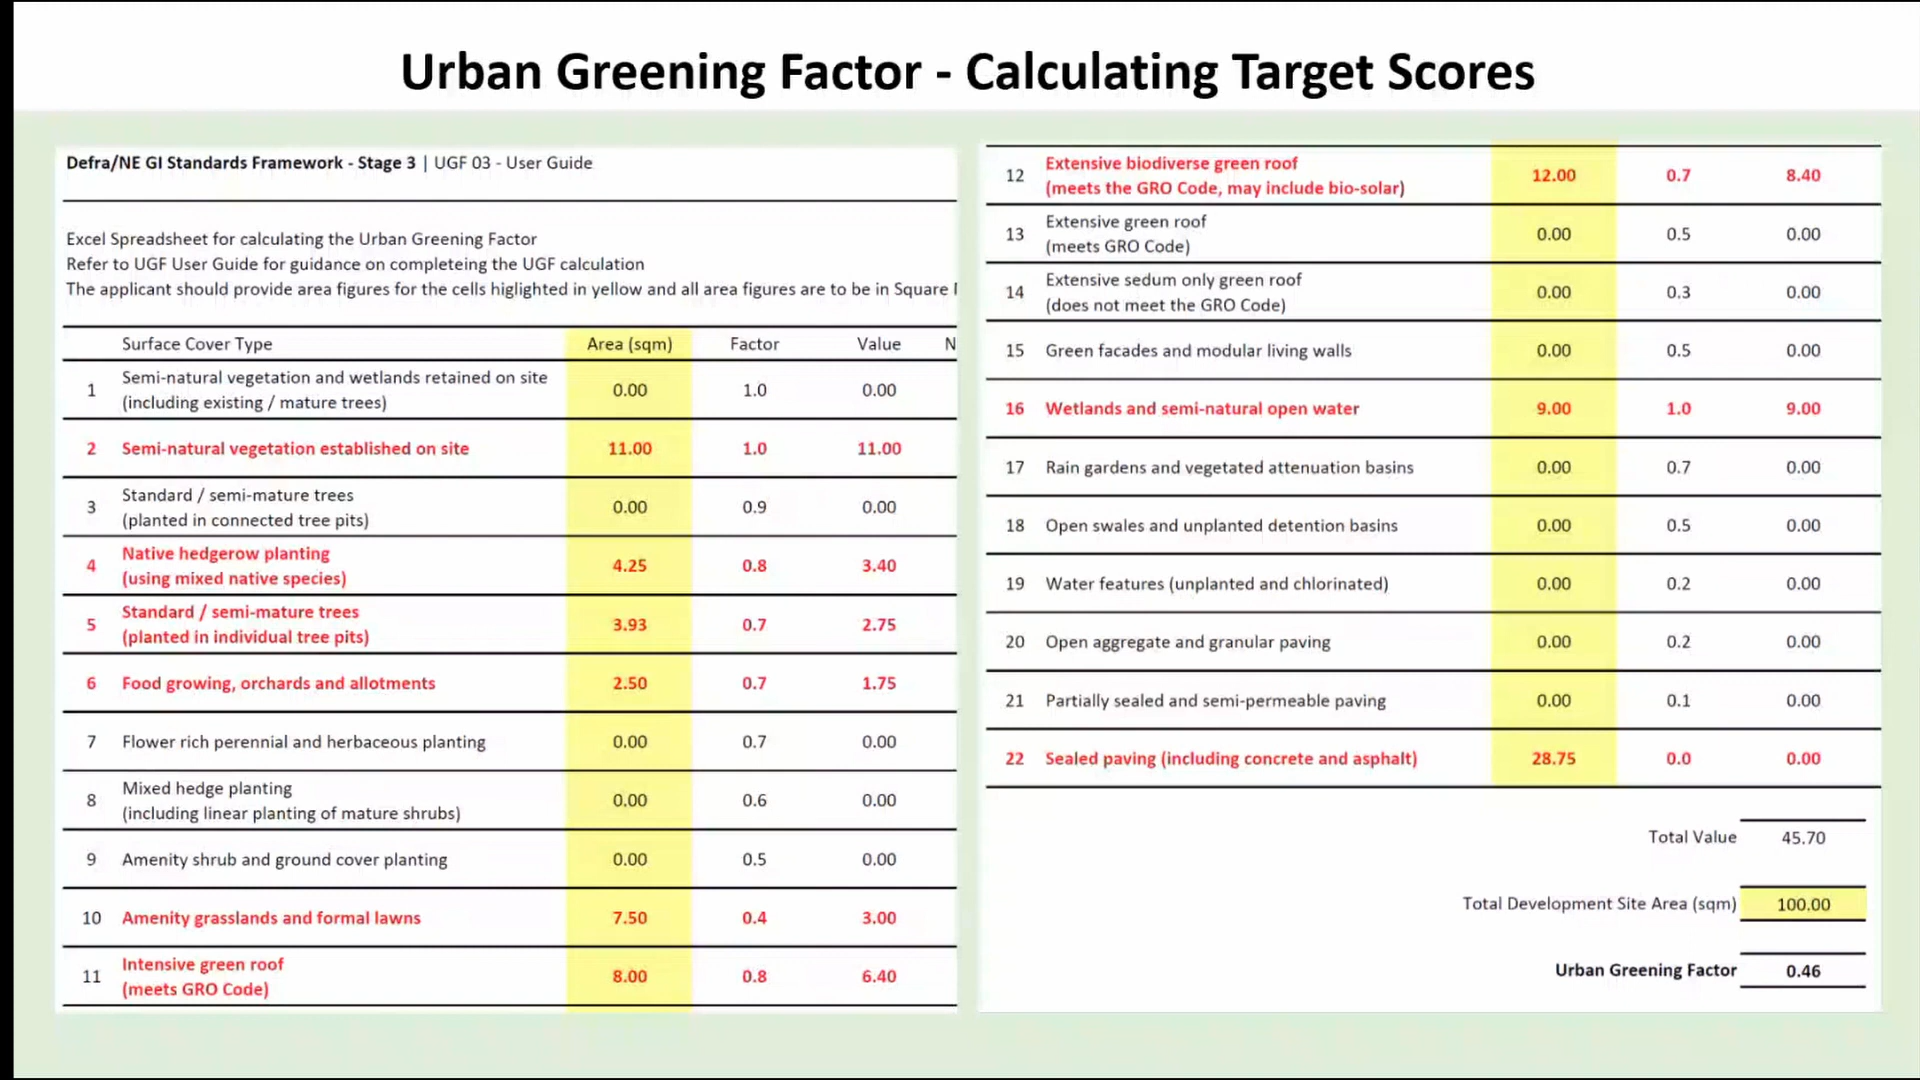 Urban Greening Factor - Calculating Target Scores
Defra/NE GI Standards Framework - Stage 3 | UGF 03 - User Guide
Excel Spreadsheet for calculating the Urban Greening Factor
Refer to UGF User Guide for guidance on completeing the UGF calculation
The applicant should provide area figures for the cells higlighted in yellow and all area figures are to be in Square
Surface Cover Type Area (sqm) Factor Value N
1 Semi-natural vegetation and wetlands retained on site 0.00 1.0 0.00
(including existing / mature trees)
2 Semi-natural vegetation established on site 11.00 1.0 11.00
3 Standard / semi-mature trees 0.00 0.9 0.00
(planted in connected tree pits)
4 Native hedgerow planting 4.25 0.8 3.40
(using mixed native species)
5 Standard / semi-mature trees 3.93 0.7 2.75
(planted in individual tree pits)
6 Food growing, orchards and allotments 2.50 0.7 1.75
7 Flower rich perennial and herbaceous planting 0.00 0.7 0.00
8 Mixed hedge planting 0.00 0.6 0.00
(including linear planting of mature shrubs)
9 Amenity shrub and ground cover planting 0.00 0.5 0.00
10 Amenity grasslands and formal lawns 7.50 0.4 3.00
11 Intensive green roof 8.00 0.8 6.40
(meets GRO Code)
12 Extensive biodiverse green roof 12.00 0.7 8.40
(meets the GRO Code, may include bio-solar)
13 Extensive green roof 0.00 0.5 0.00
(meets GRO Code)
14 Extensive sedum only green roof 0.00 0.3 0.00
(does not meet the GRO Code)
15 Green facades and modular living walls 0.00 0.5 0.00
16 Wetlands and semi-natural open water 9.00 1.0 9.00
17 Rain gardens and vegetated attenuation basins 0.00 0.7 0.00
18 Open swales and unplanted detention basins 0.00 0.5 0.00
19 Water features (unplanted and chlorinated) 0.00 0.2 0.00
20 Open aggregate and granular paving 0.00 0.2 0.00
21 Partially sealed and semi-permeable paving 0.00 0.1 0.00
22 Sealed paving (including concrete and asphalt) 28.75 0.0 0.00
Total Value 45.70
Total Development Site Area (sqm) 100.00
Urban Greening Factor 0.46